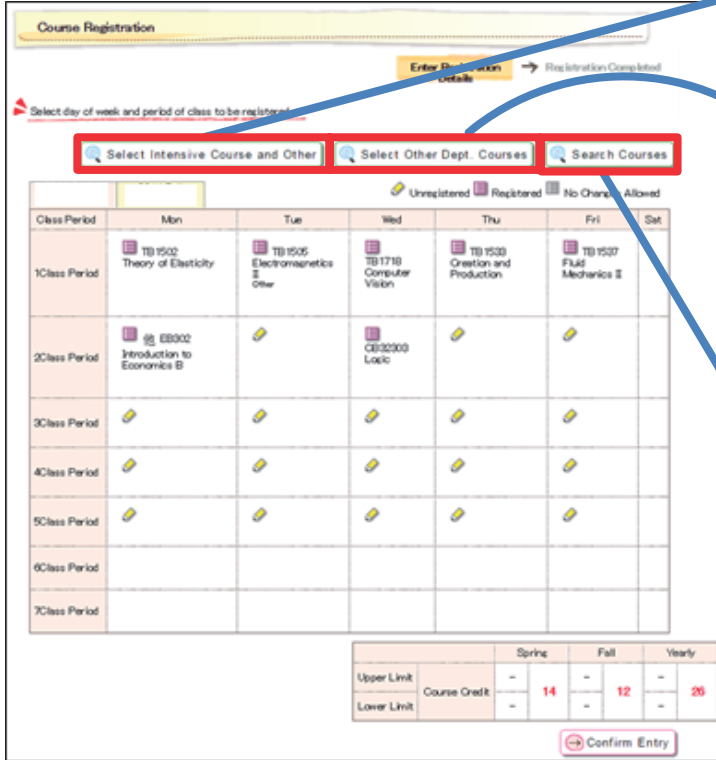 Course Registration
Enter Registration Details → Registration Completed
Select day of week and period of class to be registered
Select Intensive Course and Other Select Other Dept. Courses Search Courses
Unregistered Registered No Changes Allowed
Class Period Mon Tue Wed Thu Fri Sat
1Class Period
TB1502
Theory of Elasticity
TB1505
Electromagnetics
II
Other
TB1718
Computer
Vision
TB1533
Creation and
Production
TB1537
Fluid
Mechanics II
2Class Period
他 EB302
Introduction to
Economics B
CB32303
Logic
3Class Period
4Class Period
5Class Period
6Class Period
7Class Period
Spring Fall Yearly
Upper Limit - - -
Course Credit 14 12 26
Lower Limit - - -
Confirm Entry